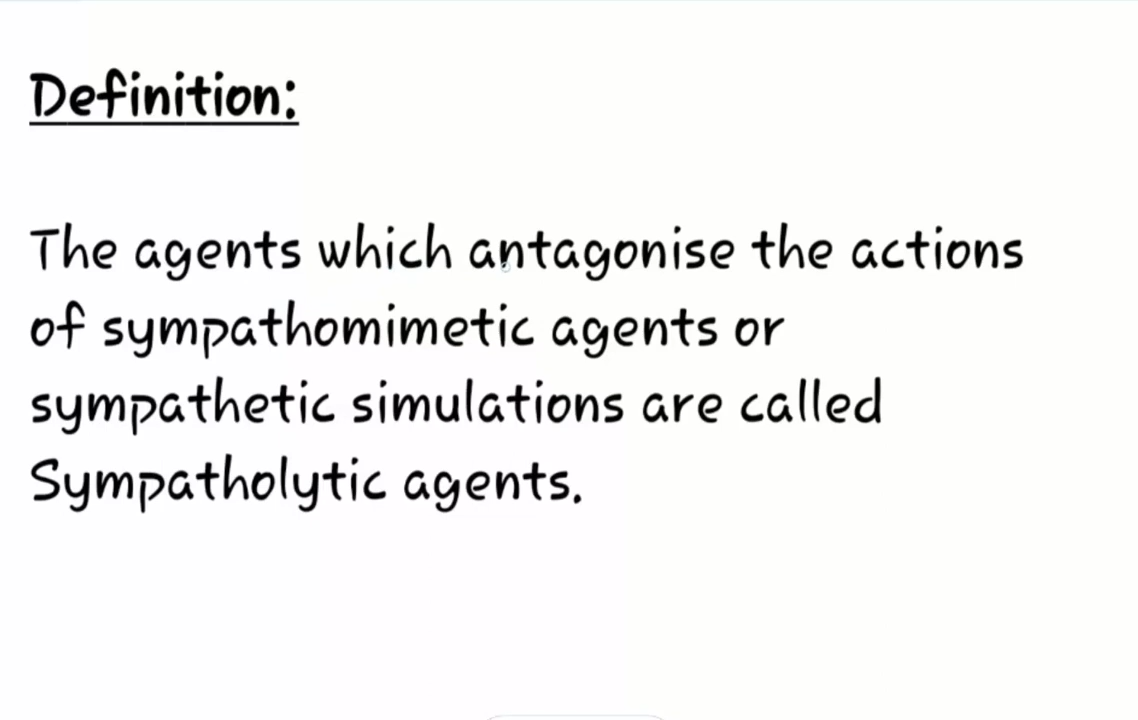 Definition:
The agents which antagonise the actions
of sympathomimetic agents or
sympathetic simulations are called
Sympatholytic agents.